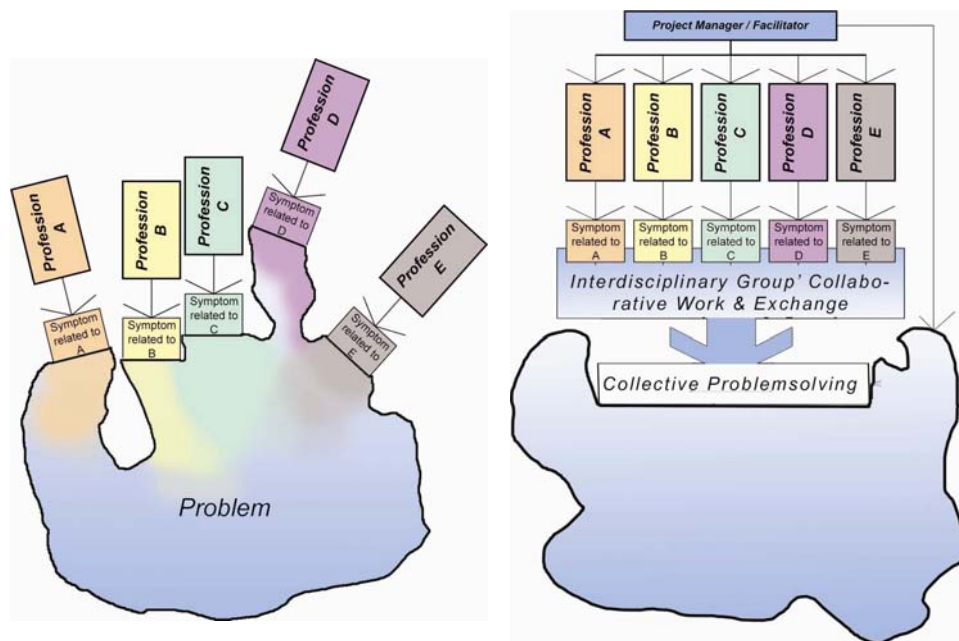 Profession
A
Symptom
related to
A
Profession
B
Symptom
related to
B
Profession
C
Symptom
related to
C
Profession
D
Symptom
related to
D
Profession
E
Symptom
related to
E
Problem
Project Manager / Facilitator
Profession
A
Profession
B
Profession
C
Profession
D
Profession
E
Symptom
related to
A
Symptom
related to
B
Symptom
related to
C
Symptom
related to
D
Symptom
related to
E
Interdisciplinary Group' Collabo-
rative Work & Exchange
Collective Problemsolving